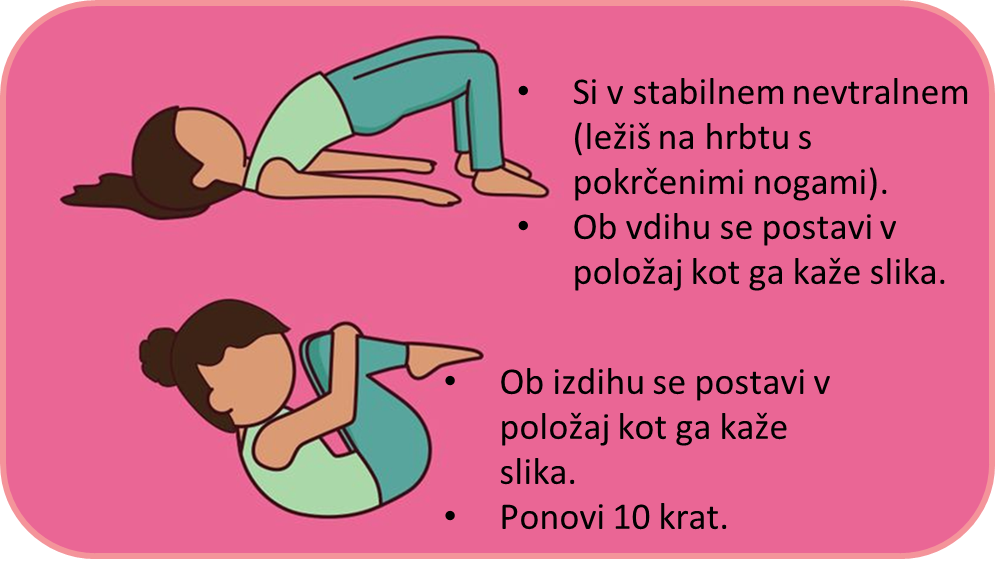 • Si v stabilnem nevtralnem
(ležiš na hrbtu s
pokrčenimi nogami).
• Ob vdihu se postavi v
položaj kot ga kaže slika.
• Ob izdihu se postavi v
položaj kot ga kaže
slika.
• Ponovi 10 krat.